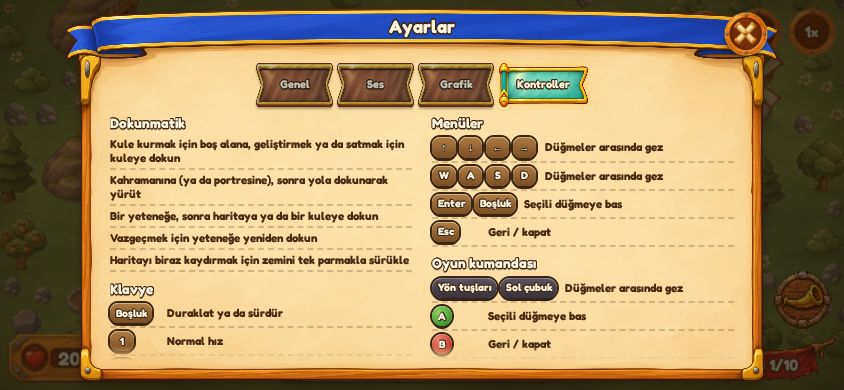 Ayarlar
1x
Genel
Ses
Grafik
Kontroller
Dokunmatik
Kule kurmak için boş alana, geliştirmek ya da satmak için
kuleye dokun
Kahramanına (ya da portresine), sonra yola dokunarak
yürüt
Bir yeteneğe, sonra haritaya ya da bir kuleye dokun
Vazgeçmek için yeteneğe yeniden dokun
Haritayı biraz kaydırmak için zemini tek parmakla sürükle
Klavye
Boşluk Duraklat ya da sürdür
1 Normal hız
Menüler
↑ ↓ ← → Düğmeler arasında gez
W A S D Düğmeler arasında gez
Enter Boşluk Seçili düğmeye bas
Esc Geri / kapat
Oyun kumandası
Yön tuşları Sol çubuk Düğmeler arasında gez
A Seçili düğmeye bas
B Geri / kapat
20
1/10